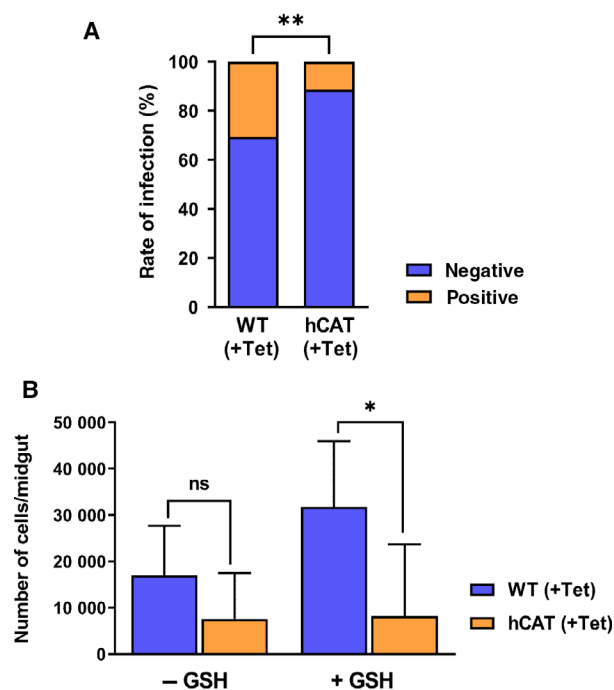 A
**
Rate of infection (%)
100
80
60
40
20
0
WT
(+Tet)
hCAT
(+Tet)
Negative
Positive
B
Number of cells/midgut
50 000
40 000
30 000
20 000
10 000
0
ns
*
– GSH
+ GSH
WT (+Tet)
hCAT (+Tet)